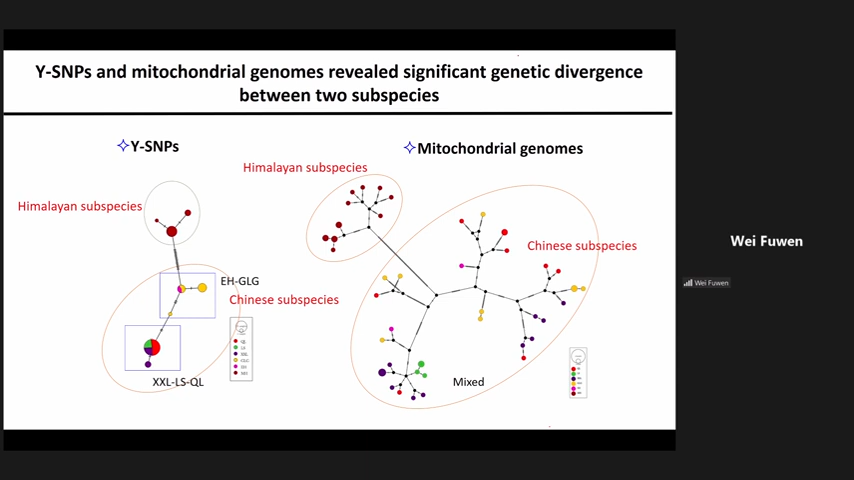 Y-SNPs and mitochondrial genomes revealed significant genetic divergence
between two subspecies
Y-SNPs
Mitochondrial genomes
Himalayan subspecies
Himalayan subspecies
Chinese subspecies
Wei Fuwen
EH-GLG
Wei Fuwen
Chinese subspecies
XXL-LS-QL
Mixed